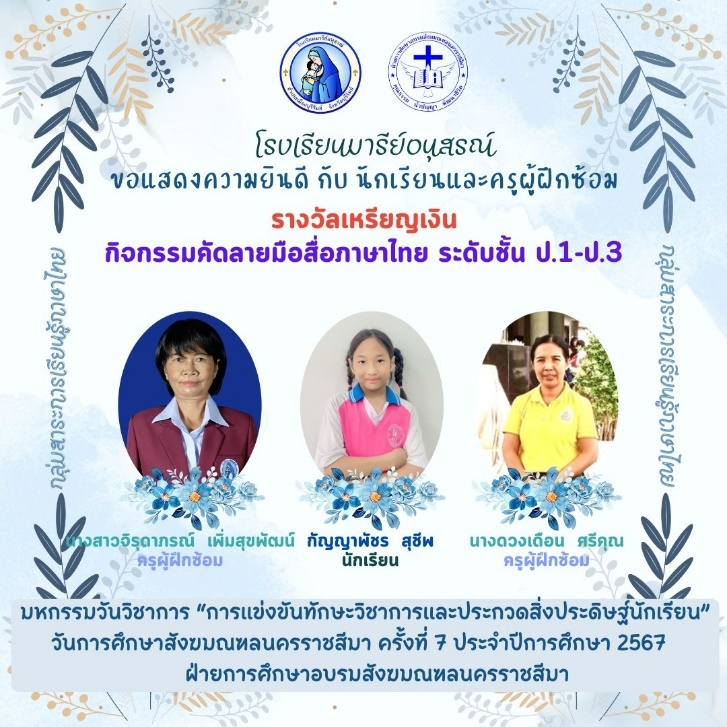 โรงเรียนมารีย์อนุสรณ์
ขอแสดงความยินดี กับ นักเรียนและครูผู้ฝึกซ้อม
รางวัลเหรียญเงิน
กิจกรรมคัดลายมือสื่อภาษาไทย ระดับชั้น ป.1-ป.3
กลุ่มสาระการเรียนรู้ภาษาไทย
กลุ่มสาระการเรียนรู้ภาษาไทย
นางสาวจิรุดาภรณ์ เพิ่มสุขพัฒน์
ครูผู้ฝึกซ้อม
กัญญาพัชร สุชีพ
นักเรียน
นางดวงเดือน ศรีคุณ
ครูผู้ฝึกซ้อม
มหกรรมวันวิชาการ "การแข่งขันทักษะวิชาการและประกวดสิ่งประดิษฐ์นักเรียน"
วันการศึกษาสังฆมณฑลนครราชสีมา ครั้งที่ 7 ประจำปีการศึกษา 2567
ฝ่ายการศึกษาอบรมสังฆมณฑลนครราชสีมา